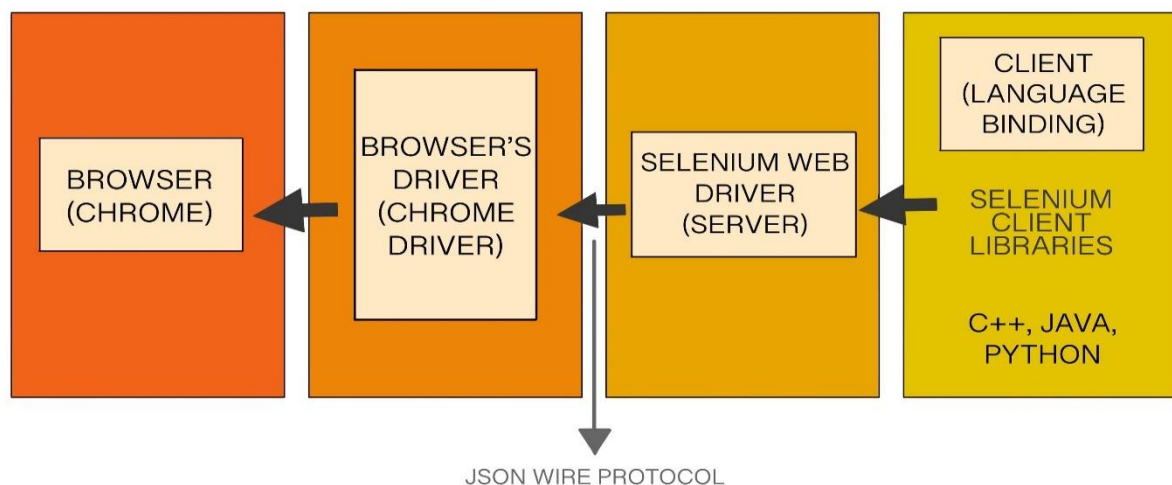 BROWSER
(CHROME)
BROWSER'S
DRIVER
(CHROME
DRIVER)
SELENIUM WEB
DRIVER
(SERVER)
CLIENT
(LANGUAGE
BINDING)
SELENIUM
CLIENT
LIBRARIES
C++, JAVA,
PYTHON
JSON WIRE PROTOCOL